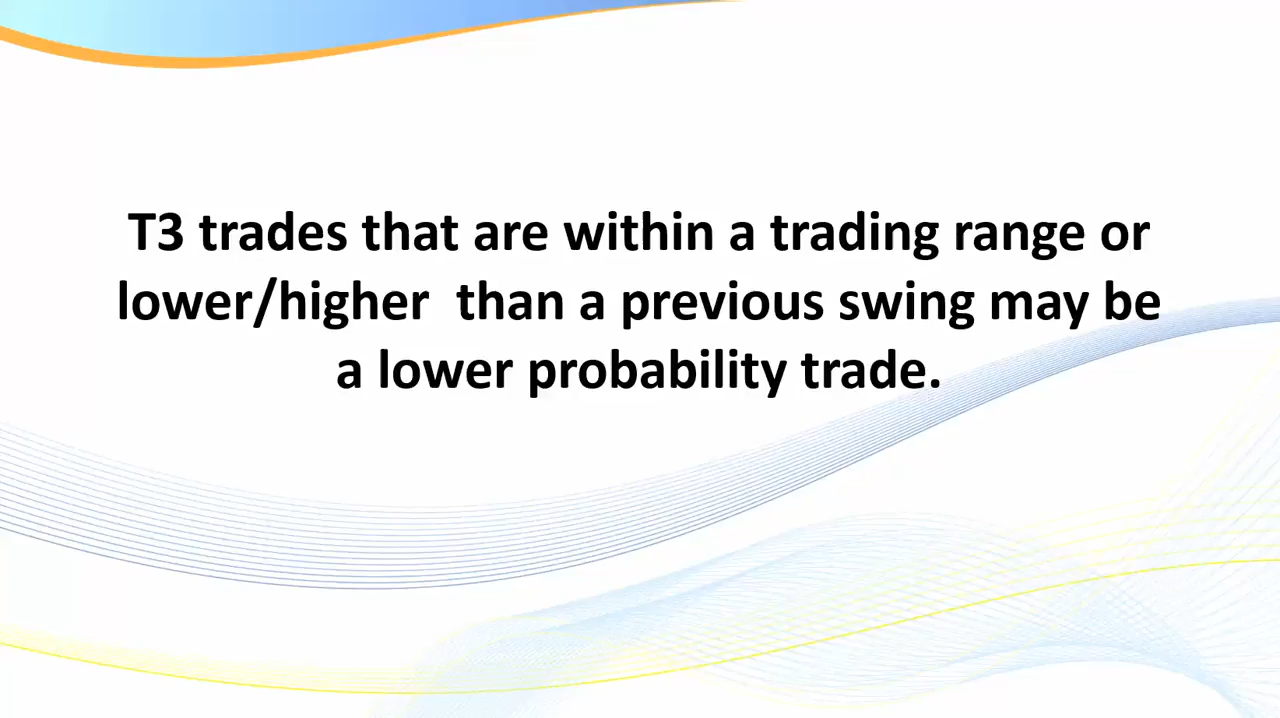 T3 trades that are within a trading range or
lower/higher  than a previous swing may be
a lower probability trade.